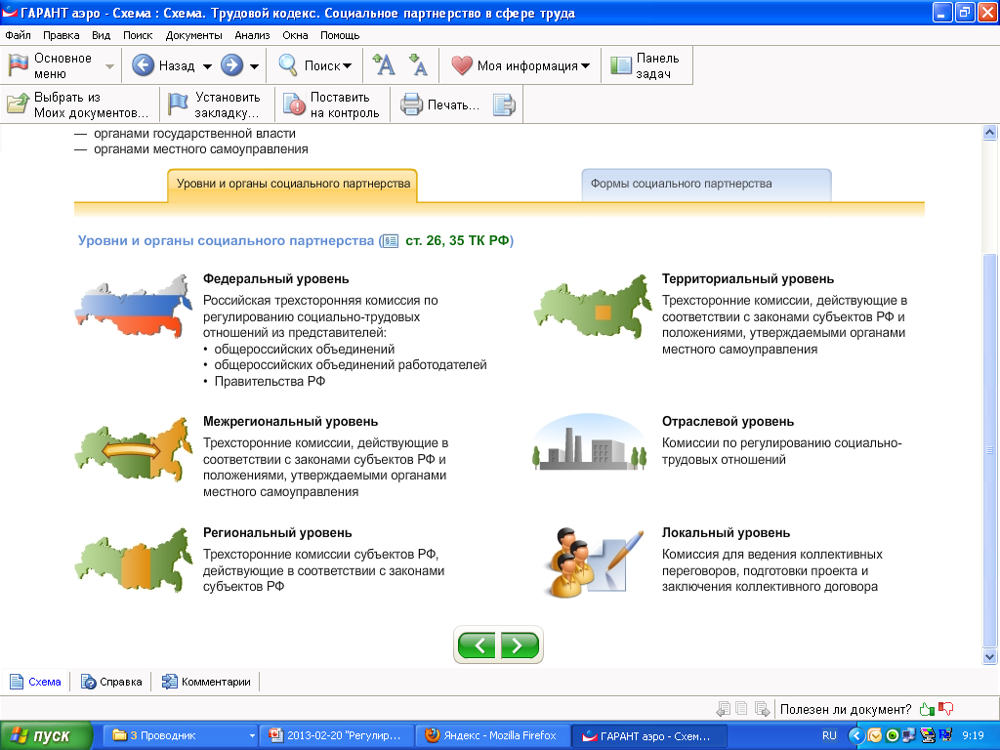 ГАРАНТ аэро - Схема : Схема. Трудовой кодекс. Социальное партнерство в сфере труда
Файл Правка Вид Поиск Документы Анализ Окна Помощь
Основное меню Назад Поиск Моя информация Панель задач
Выбрать из Моих документов... Установить закладку... Поставить на контроль Печать...
— органами государственной власти
— органами местного самоуправления
Уровни и органы социального партнерства
Формы социального партнерства
Уровни и органы социального партнерства (ст. 26, 35 ТК РФ)
Федеральный уровень
Российская трехсторонняя комиссия по
регулированию социально-трудовых
отношений из представителей:
• общероссийских объединений
• общероссийских объединений работодателей
• Правительства РФ
Территориальный уровень
Трехсторонние комиссии, действующие в
соответствии с законами субъектов РФ и
положениями, утверждаемыми органами
местного самоуправления
Межрегиональный уровень
Трехсторонние комиссии, действующие в
соответствии с законами субъектов РФ и
положениями, утверждаемыми органами
местного самоуправления
Отраслевой уровень
Комиссии по регулированию социально-
трудовых отношений
Региональный уровень
Трехсторонние комиссии субъектов РФ,
действующие в соответствии с законами
субъектов РФ
Локальный уровень
Комиссия для ведения коллективных
переговоров, подготовки проекта и
заключения коллективного договора
Схема Справка Комментарии
Полезен ли документ?
пуск 3 Проводник 2013-02-20 "Регулир... Яндекс - Mozilla Firefox ГАРАНТ аэро - Схем... RU 9:19